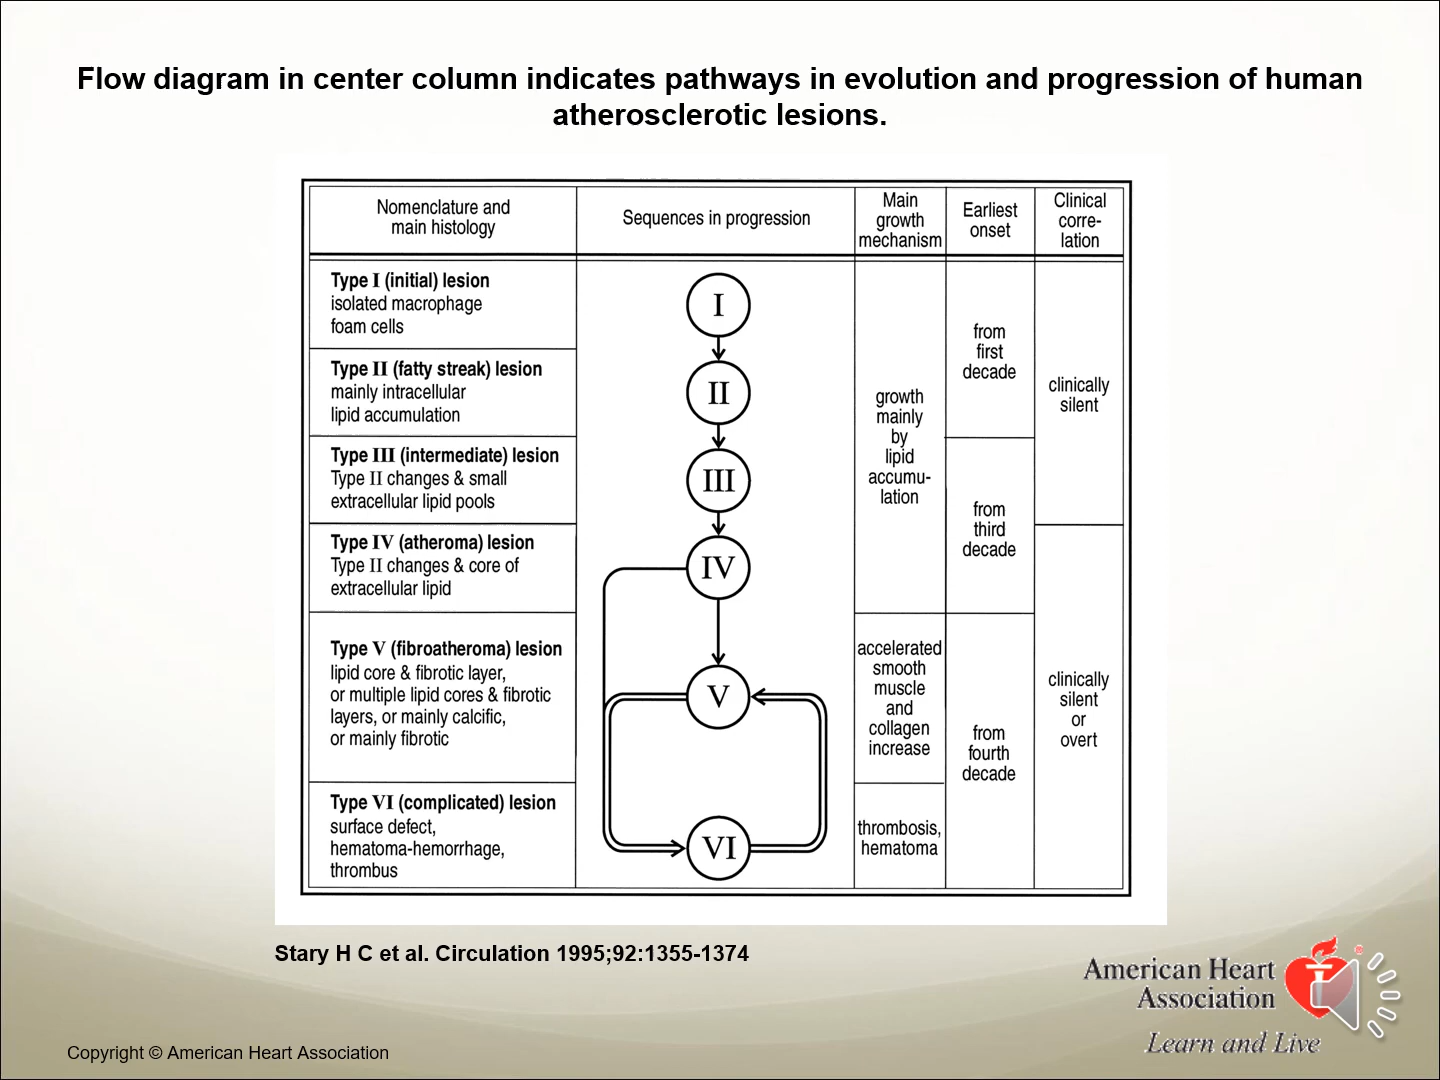 Flow diagram in center column indicates pathways in evolution and progression of human
atherosclerotic lesions.
Nomenclature and
main histology
Sequences in progression
Main
growth
mechanism
Earliest
onset
Clinical
corre-
lation
Type I (initial) lesion
isolated macrophage
foam cells
Type II (fatty streak) lesion
mainly intracellular
lipid accumulation
Type III (intermediate) lesion
Type II changes & small
extracellular lipid pools
Type IV (atheroma) lesion
Type II changes & core of
extracellular lipid
Type V (fibroatheroma) lesion
lipid core & fibrotic layer,
or multiple lipid cores & fibrotic
layers, or mainly calcific,
or mainly fibrotic
Type VI (complicated) lesion
surface defect,
hematoma-hemorrhage,
thrombus
I
II
III
IV
V
VI
growth
mainly
by
lipid
accumu-
lation
accelerated
smooth
muscle
and
collagen
increase
thrombosis,
hematoma
from
first
decade
from
third
decade
from
fourth
decade
clinically
silent
clinically
silent
or
overt
Stary H C et al. Circulation 1995;92:1355-1374
American Heart
Association
Learn and Live
Copyright © American Heart Association